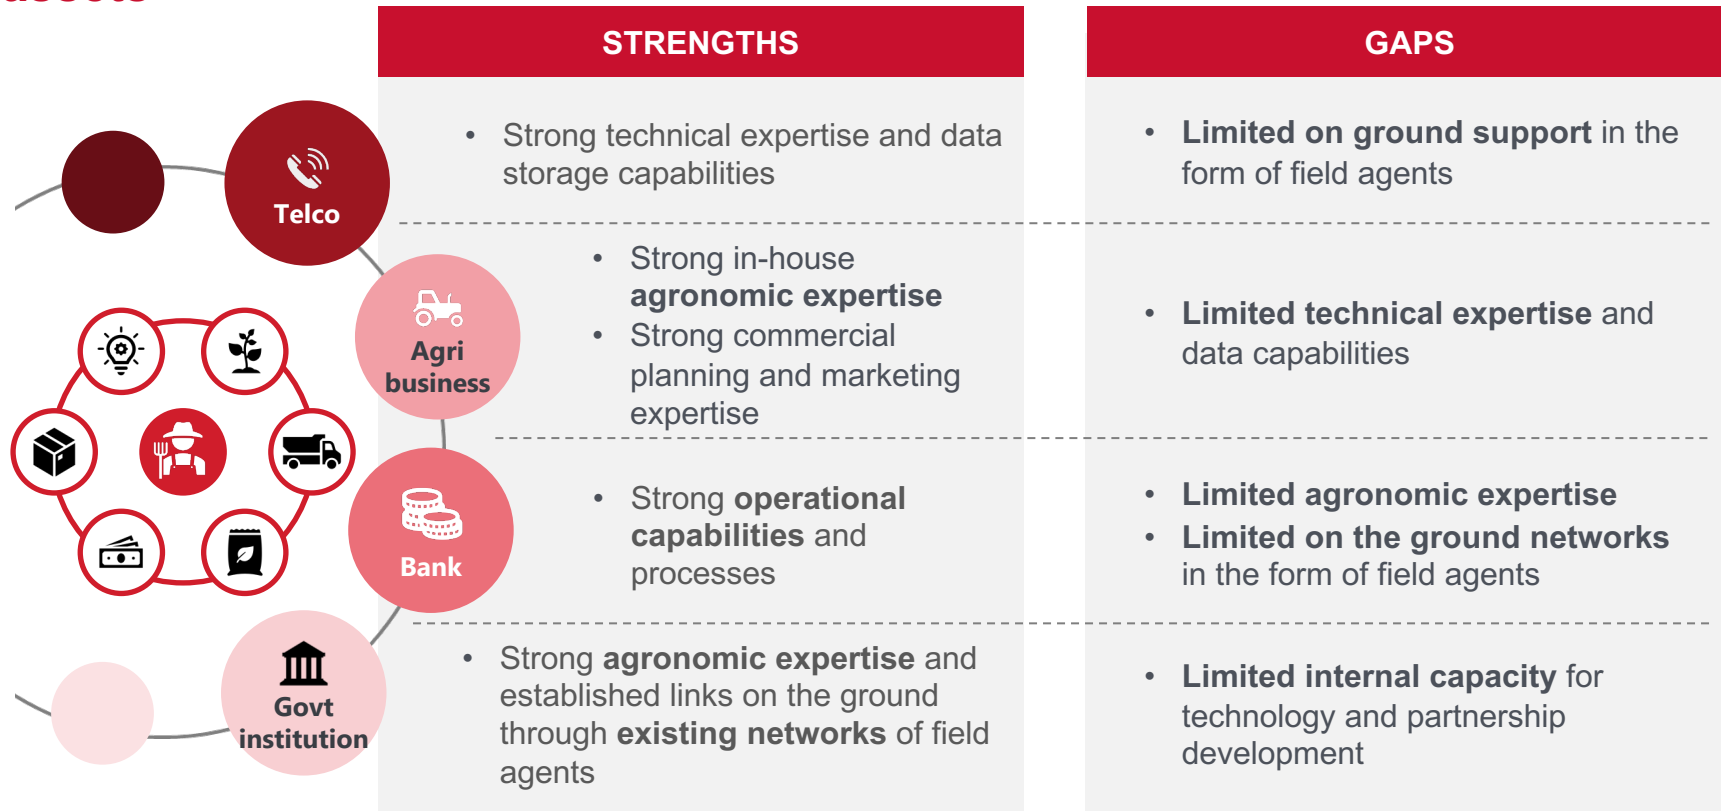 STRENGTHS
GAPS
Telco
• Strong technical expertise and data
storage capabilities
• Limited on ground support in the
form of field agents
Agri
business
• Strong in-house
agronomic expertise
• Strong commercial
planning and marketing
expertise
• Limited technical expertise and
data capabilities
Bank
• Strong operational
capabilities and
processes
• Limited agronomic expertise
• Limited on the ground networks
in the form of field agents
Govt
institution
• Strong agronomic expertise and
established links on the ground
through existing networks of field
agents
• Limited internal capacity for
technology and partnership
development